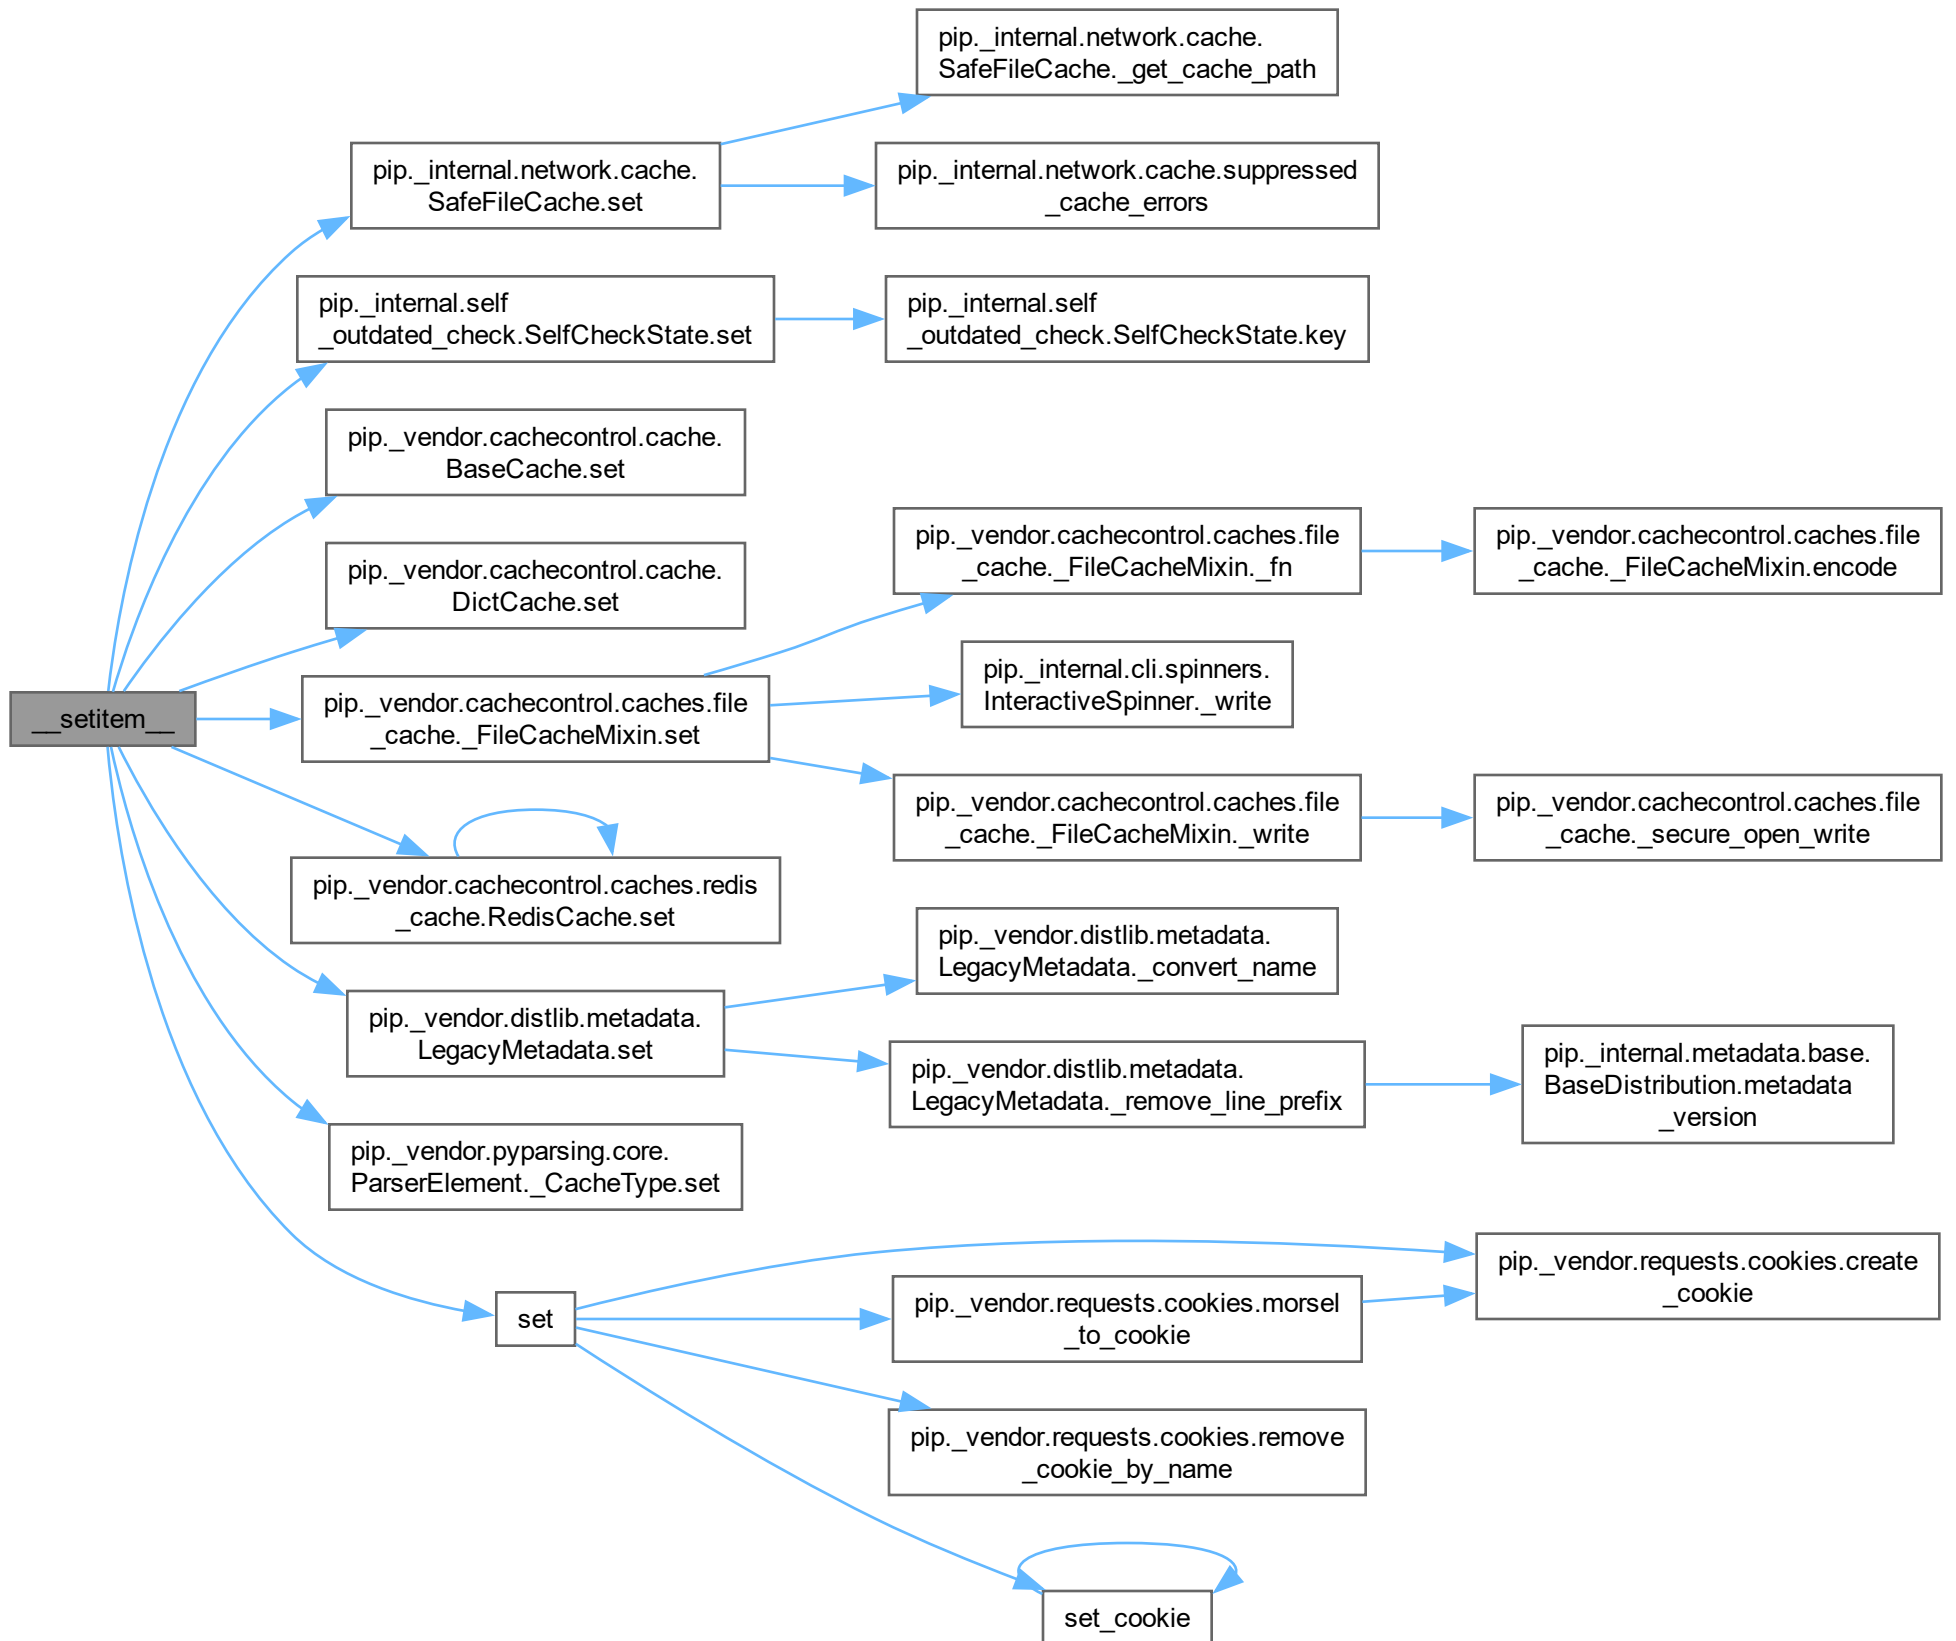 __setitem__
pip._internal.network.cache.
SafeFileCache.set
pip._internal.self
_outdated_check.SelfCheckState.set
pip._vendor.cachecontrol.cache.
BaseCache.set
pip._vendor.cachecontrol.cache.
DictCache.set
pip._vendor.cachecontrol.caches.file
_cache._FileCacheMixin.set
pip._vendor.cachecontrol.caches.redis
_cache.RedisCache.set
pip._vendor.distlib.metadata.
LegacyMetadata.set
pip._vendor.pyparsing.core.
ParserElement._CacheType.set
set
pip._internal.network.cache.
SafeFileCache._get_cache_path
pip._internal.network.cache.suppressed
_cache_errors
pip._internal.self
_outdated_check.SelfCheckState.key
pip._vendor.cachecontrol.caches.file
_cache._FileCacheMixin._fn
pip._internal.cli.spinners.
InteractiveSpinner._write
pip._vendor.cachecontrol.caches.file
_cache._FileCacheMixin._write
pip._vendor.distlib.metadata.
LegacyMetadata._convert_name
pip._vendor.distlib.metadata.
LegacyMetadata._remove_line_prefix
pip._vendor.requests.cookies.morsel
_to_cookie
pip._vendor.requests.cookies.remove
_cookie_by_name
set_cookie
pip._vendor.cachecontrol.caches.file
_cache._FileCacheMixin.encode
pip._vendor.cachecontrol.caches.file
_cache._secure_open_write
pip._internal.metadata.base.
BaseDistribution.metadata
_version
pip._vendor.requests.cookies.create
_cookie